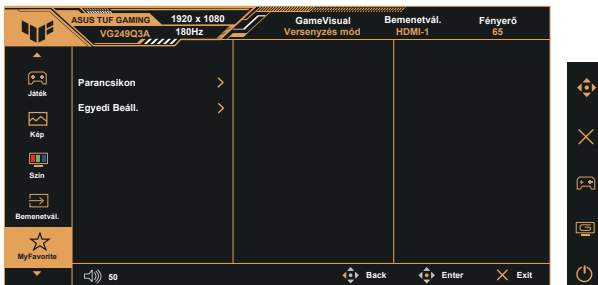 ASUS TUF GAMING 1920 x 1080 GameVisual Bemenetvál. Fényerő
VG249Q3A 180Hz Versenyzés mód HDMI-1 65
Játék
Kép
Szín
Bemenetvál.
MyFavorite
Parancsikon
Egyedi Beáll.
50 Back Enter Exit